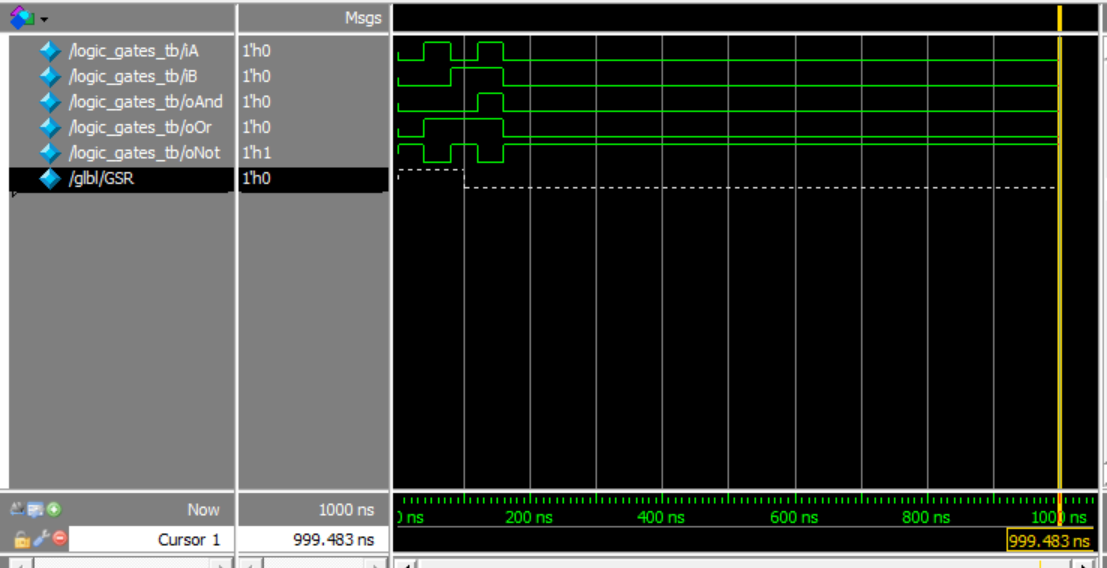 Msgs
/logic_gates_tb/iA 1'h0
/logic_gates_tb/iB 1'h0
/logic_gates_tb/oAnd 1'h0
/logic_gates_tb/oOr 1'h0
/logic_gates_tb/oNot 1'h1
/glbl/GSR 1'h0
Now 1000 ns
0 ns 200 ns 400 ns 600 ns 800 ns 1000 ns
Cursor 1 999.483 ns 999.483 ns